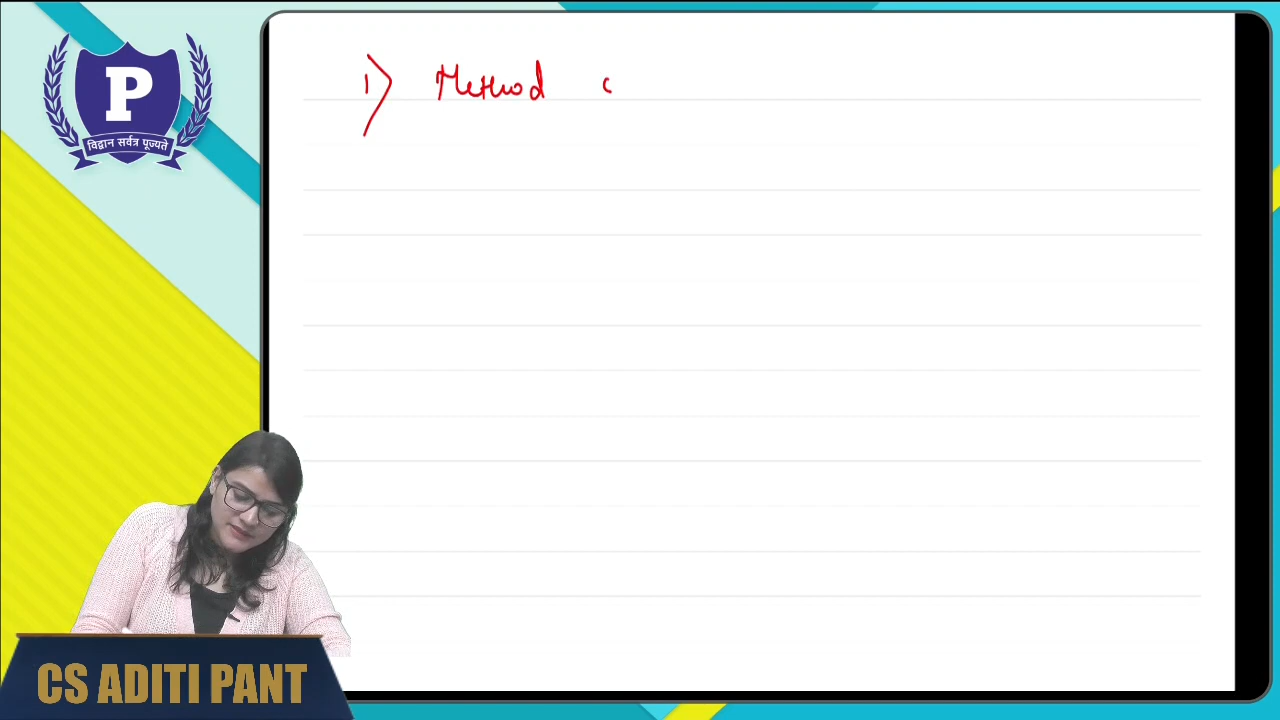 P
विद्वान सर्वत्र पूज्यते
1) Method
CS ADITI PANT